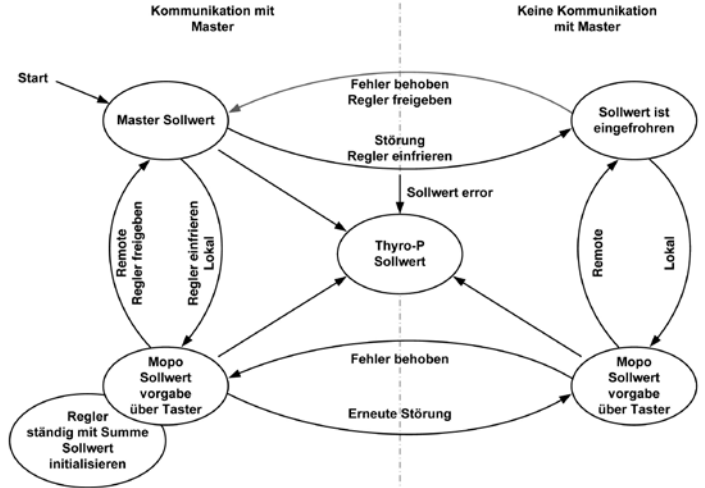 Kommunikation mit
Master
Keine Kommunikation
mit Master
Start
Master Sollwert
Fehler behoben
Regler freigeben
Störung
Regler einfrieren
Sollwert ist
eingefrohren
Sollwert error
Thyro-P
Sollwert
Remote
Regler freigeben
Regler einfrieren
Lokal
Remote
Lokal
Mopo
Sollwert
vorgabe
über Taster
Fehler behoben
Erneute Störung
Mopo
Sollwert
vorgabe
über Taster
Regler
ständig mit Summe
Sollwert
initialisieren